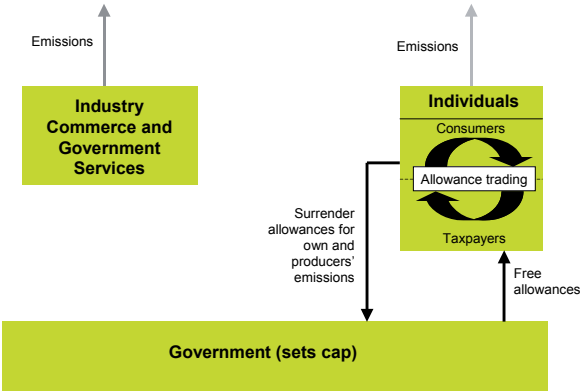 Emissions
Emissions
Industry
Commerce and
Government
Services
Individuals
Consumers
Allowance trading
Taxpayers
Surrender
allowances for
own and
producers'
emissions
Free
allowances
Government (sets cap)